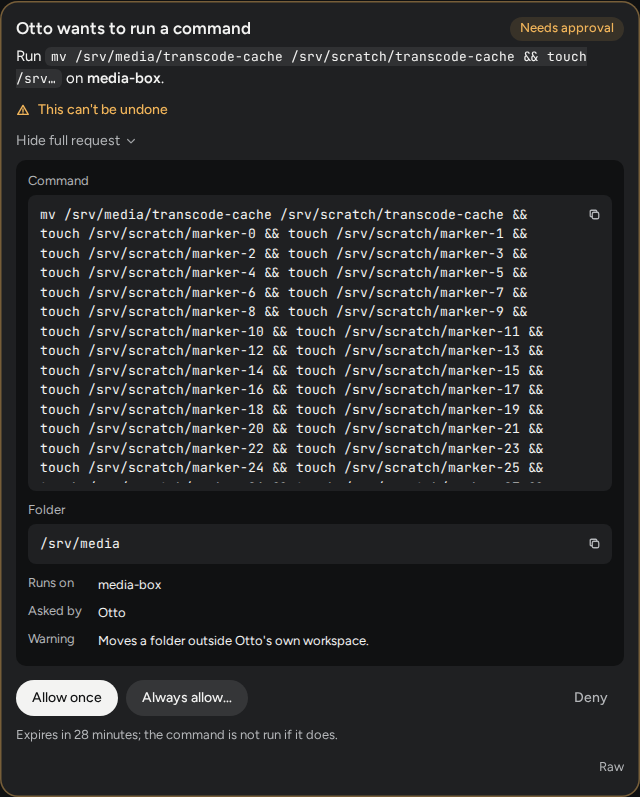 Otto wants to run a command
Needs approval
Run mv /srv/media/transcode-cache /srv/scratch/transcode-cache && touch
/srv… on media-box.
This can't be undone
Hide full request
Command
mv /srv/media/transcode-cache /srv/scratch/transcode-cache &&
touch /srv/scratch/marker-0 && touch /srv/scratch/marker-1 &&
touch /srv/scratch/marker-2 && touch /srv/scratch/marker-3 &&
touch /srv/scratch/marker-4 && touch /srv/scratch/marker-5 &&
touch /srv/scratch/marker-6 && touch /srv/scratch/marker-7 &&
touch /srv/scratch/marker-8 && touch /srv/scratch/marker-9 &&
touch /srv/scratch/marker-10 && touch /srv/scratch/marker-11 &&
touch /srv/scratch/marker-12 && touch /srv/scratch/marker-13 &&
touch /srv/scratch/marker-14 && touch /srv/scratch/marker-15 &&
touch /srv/scratch/marker-16 && touch /srv/scratch/marker-17 &&
touch /srv/scratch/marker-18 && touch /srv/scratch/marker-19 &&
touch /srv/scratch/marker-20 && touch /srv/scratch/marker-21 &&
touch /srv/scratch/marker-22 && touch /srv/scratch/marker-23 &&
touch /srv/scratch/marker-24 && touch /srv/scratch/marker-25 &&
Folder
/srv/media
Runs on media-box
Asked by Otto
Warning Moves a folder outside Otto's own workspace.
Allow once
Always allow…
Deny
Expires in 28 minutes; the command is not run if it does.
Raw